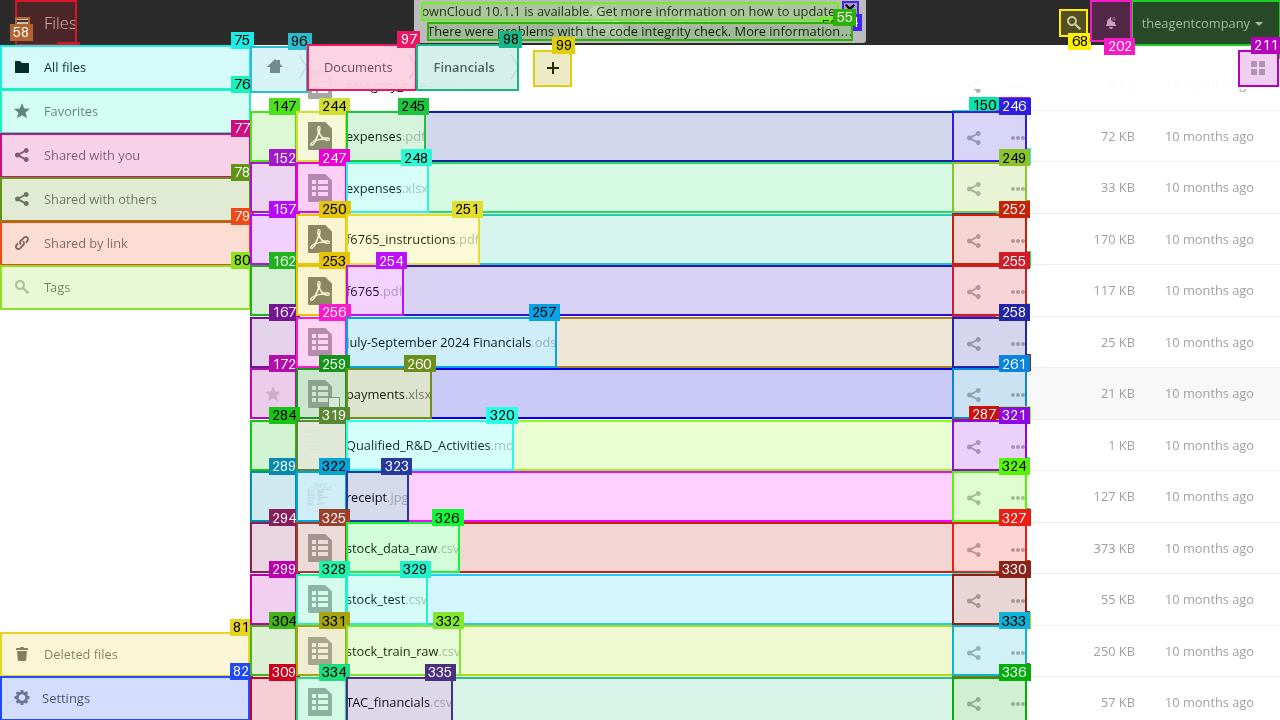 ownCloud 10.1.1 is available. Get more information on how to update.
There were problems with the code integrity check. More information…
Files
theagentcompany
58
55
68
202
75
96
97
98
99
211
All files
Documents
Financials
+
76
Favorites
77
Shared with you
78
Shared with others
79
Shared by link
80
Tags
81
Deleted files
82
Settings
147 244 245 150 246
expenses.pdf 72 KB 10 months ago
152 247 248 249
expenses.xlsx 33 KB 10 months ago
157 250 251 252
f6765_instructions.pdf 170 KB 10 months ago
162 253 254 255
f6765.pdf 117 KB 10 months ago
167 256 257 258
July-September 2024 Financials.ods 25 KB 10 months ago
172 259 260 261
payments.xlsx 21 KB 10 months ago
284 319 320 287 321
Qualified_R&D_Activities.md 1 KB 10 months ago
289 322 323 324
receipt.jpg 127 KB 10 months ago
294 325 326 327
stock_data_raw.csv 373 KB 10 months ago
299 328 329 330
stock_test.csv 55 KB 10 months ago
304 331 332 333
stock_train_raw.csv 250 KB 10 months ago
309 334 335 336
TAC_financials.csv 57 KB 10 months ago